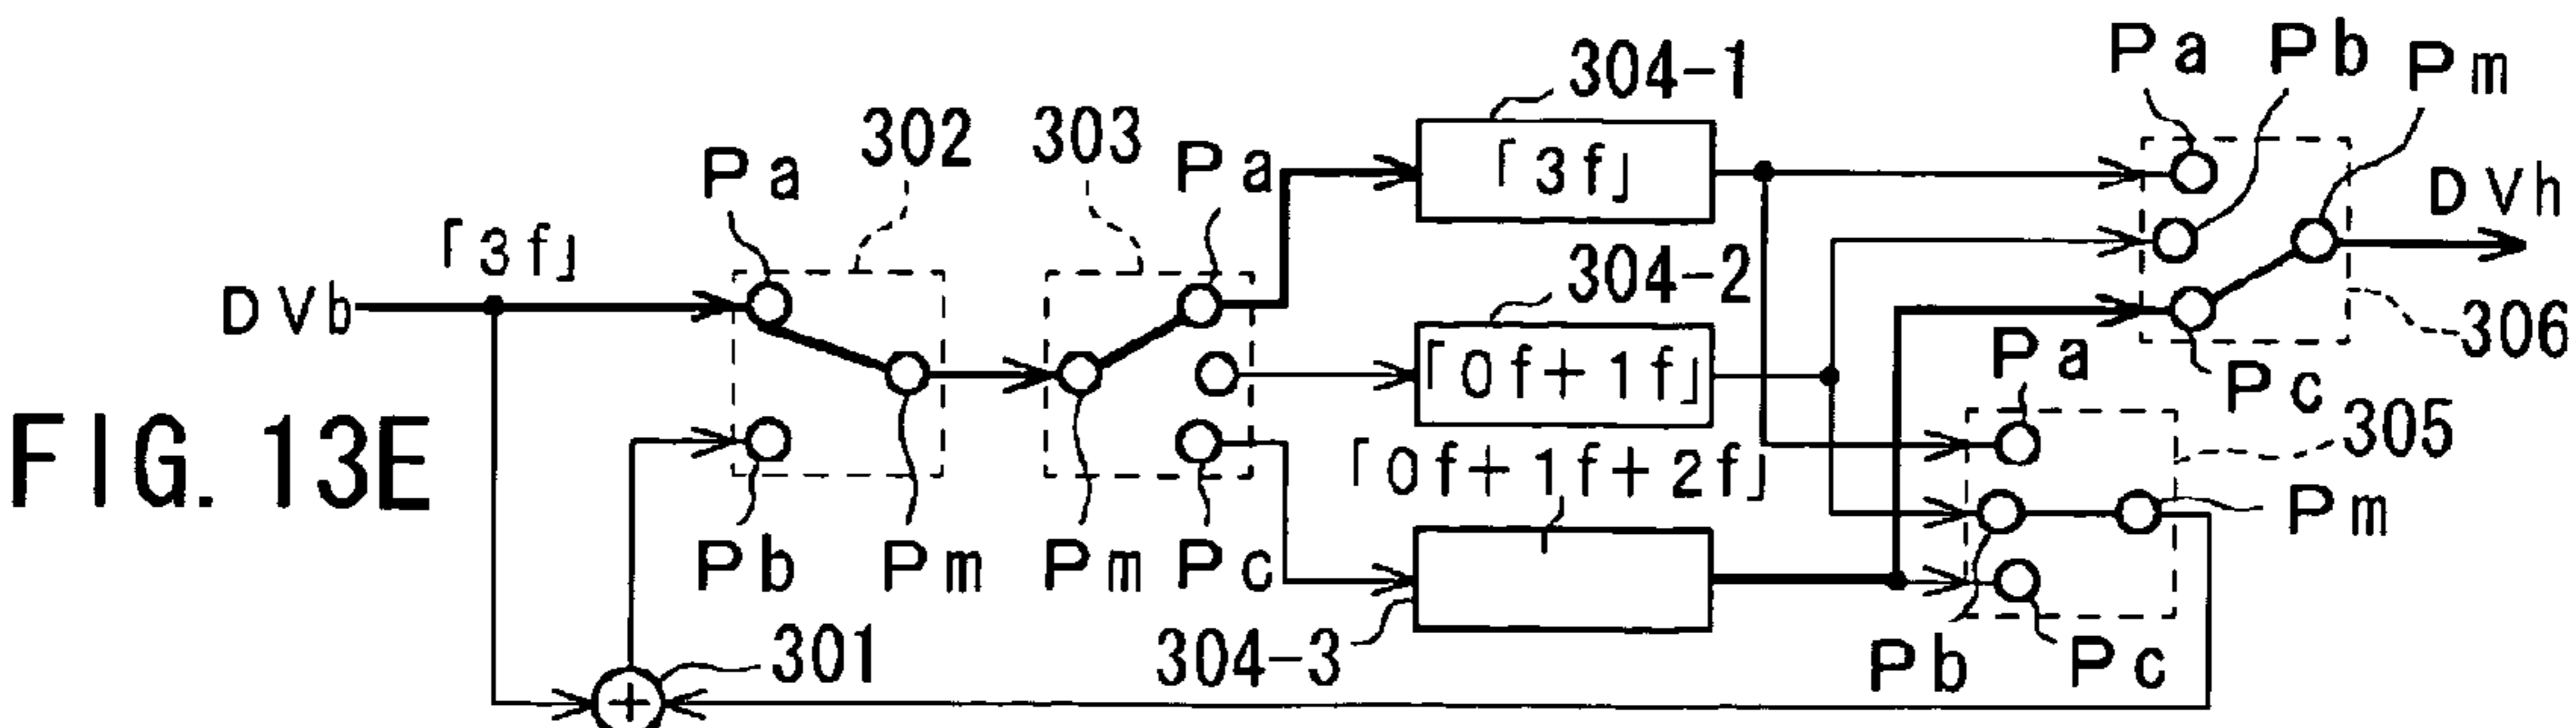 304-1
Pa
Pb
Pm
302
303
Pa
Pa
「3f」
DVh
「3f」
304-2
DVb
「0f+1f」
306
Pa
Pc
305
FIG. 13E
「0f+1f+2f」
Pm
Pb
Pm
Pm
Pc
301
304-3
Pb
Pc
+